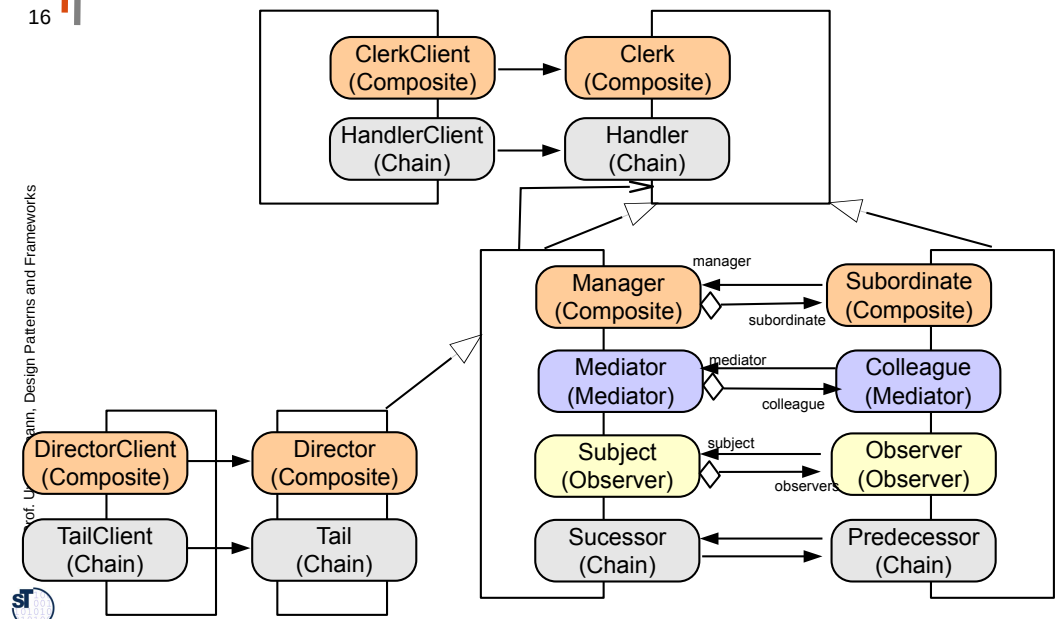 16
ClerkClient
(Composite)
Clerk
(Composite)
HandlerClient
(Chain)
Handler
(Chain)
manager
Manager
(Composite)
Subordinate
(Composite)
subordinate
mediator
Mediator
(Mediator)
Colleague
(Mediator)
colleague
subject
Subject
(Observer)
Observer
(Observer)
observers
Sucessor
(Chain)
Predecessor
(Chain)
DirectorClient
(Composite)
Director
(Composite)
TailClient
(Chain)
Tail
(Chain)
Prof. Design Patterns and Frameworks
ST